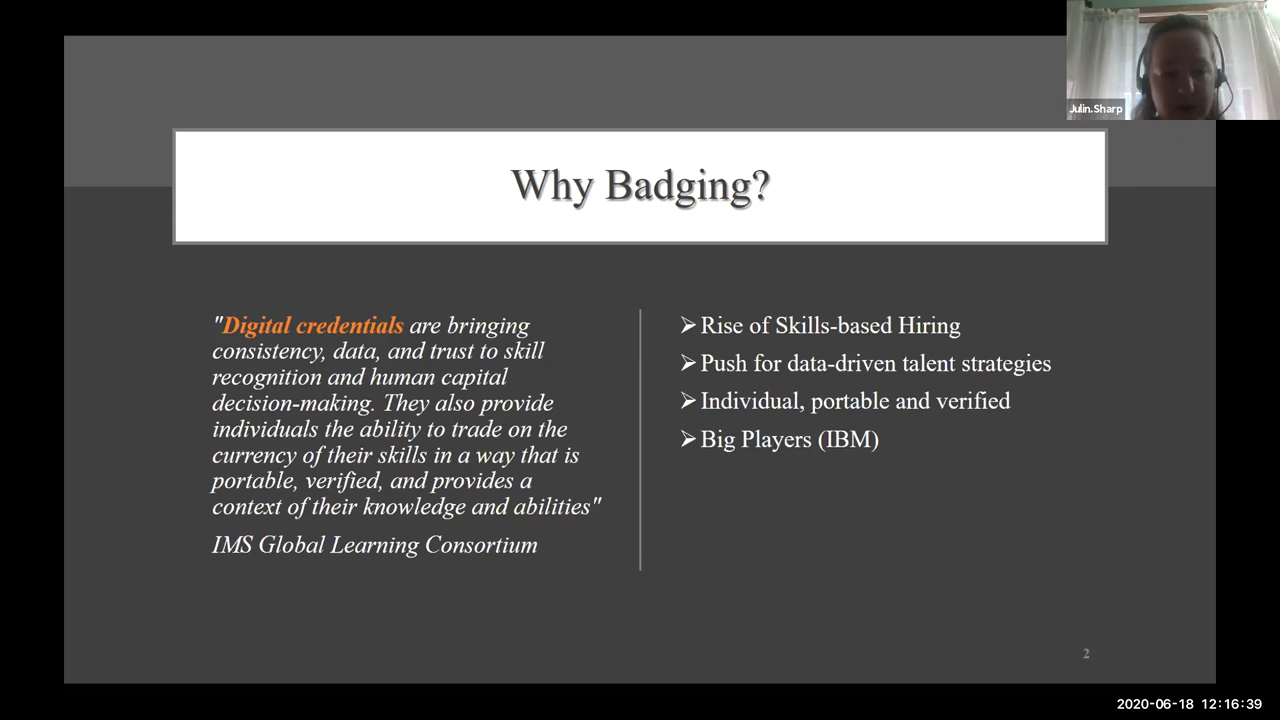 Julin.Sharp
Why Badging?
"Digital credentials are bringing
consistency, data, and trust to skill
recognition and human capital
decision-making. They also provide
individuals the ability to trade on the
currency of their skills in a way that is
portable, verified, and provides a
context of their knowledge and abilities"
IMS Global Learning Consortium
➢Rise of Skills-based Hiring
➢Push for data-driven talent strategies
➢Individual, portable and verified
➢Big Players (IBM)
2
2020-06-18 12:16:39